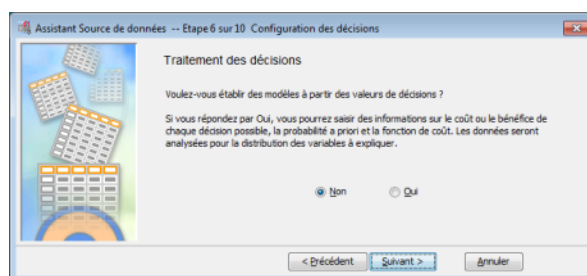 Assistant Source de données -- Etape 6 sur 10 Configuration des décisions
Traitement des décisions
Voulez-vous établir des modèles à partir des valeurs de décisions ?
Si vous répondez par Oui, vous pourrez saisir des informations sur le coût ou le bénéfice de
chaque décision possible, la probabilité a priori et la fonction de coût. Les données seront
analysées pour la distribution des variables à expliquer.
Non
Oui
< Précédent
Suivant >
Annuler